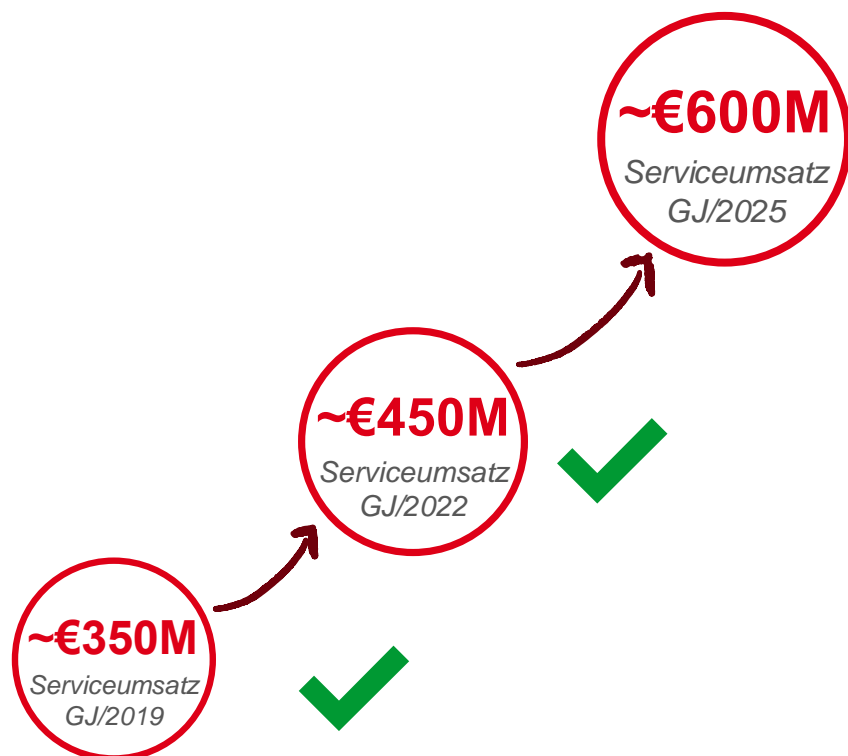 ~€600M
Serviceumsatz
GJ/2025
~€450M
Serviceumsatz
GJ/2022
~€350M
Serviceumsatz
GJ/2019